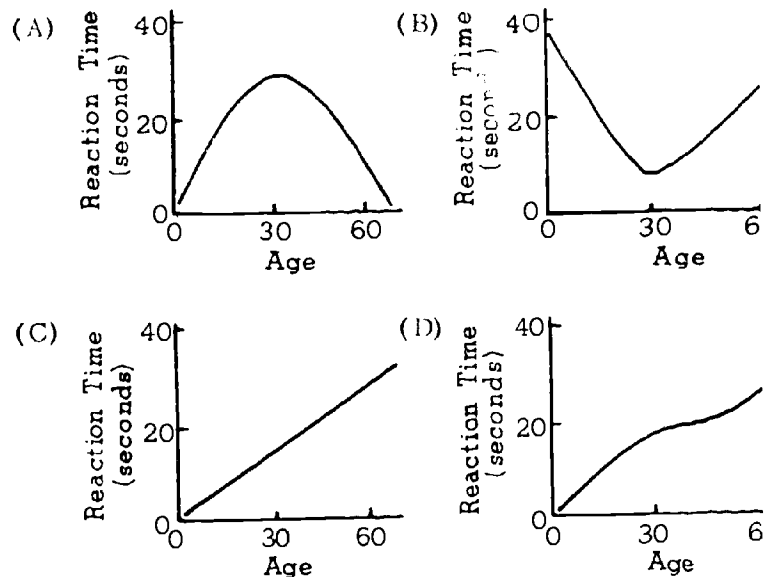 (A)
40
20
0
Reaction Time
(seconds)
0 30 60
Age
(B)
40
20
0
Reaction Time
0 30 6
Age
(C)
40
20
0
Reaction Time
(seconds)
0 30 60
Age
(D)
40
20
0
Reaction Time
(seconds)
0 30 6
Age